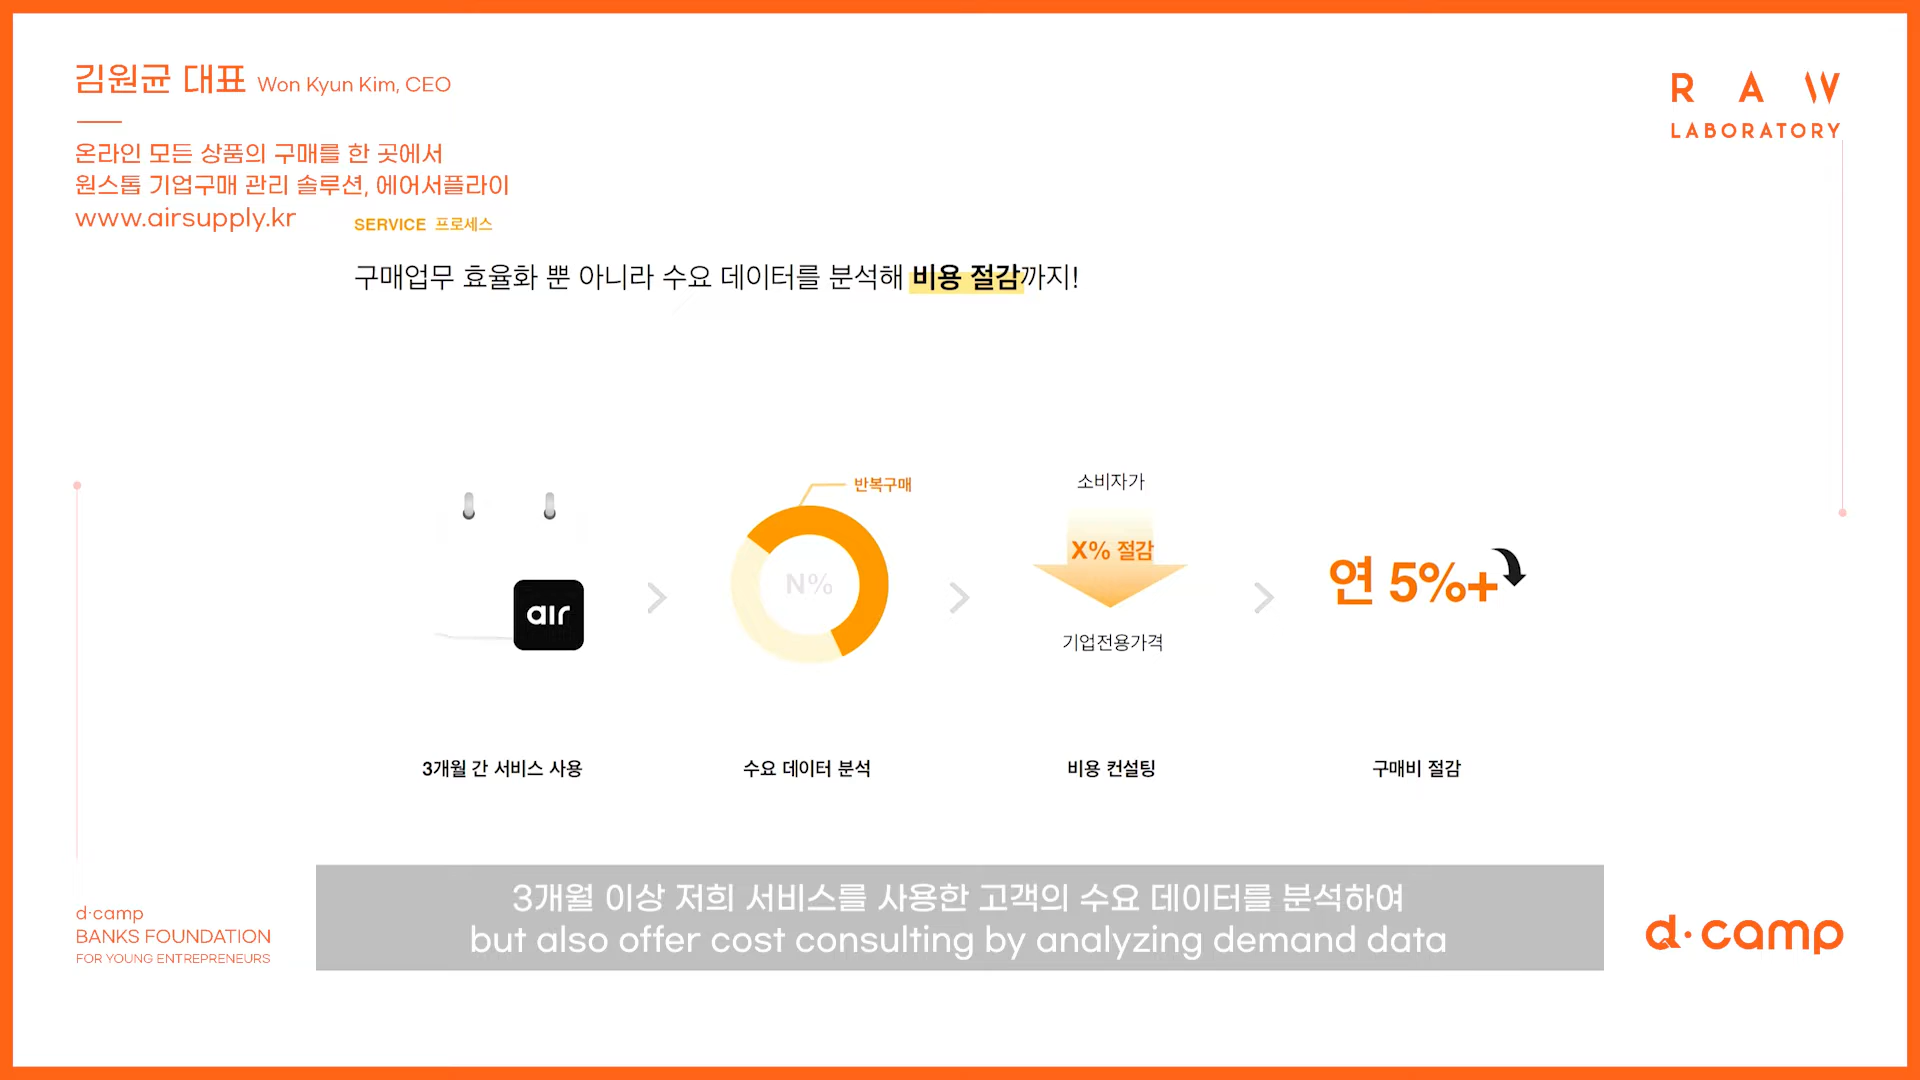 김원균 대표 Won Kyun Kim, CEO
온라인 모든 상품의 구매를 한 곳에서
원스톱 기업구매 관리 솔루션, 에어서플라이
www.airsupply.kr
RAW
LABORATORY
SERVICE 프로세스
구매업무 효율화 뿐 아니라 수요 데이터를 분석해 비용 절감까지!
air
반복구매
N%
소비자가
X% 절감
기업전용가격
연 5%+
3개월 간 서비스 사용
수요 데이터 분석
비용 컨설팅
구매비 절감
3개월 이상 저희 서비스를 사용한 고객의 수요 데이터를 분석하여
but also offer cost consulting by analyzing demand data
d·camp
BANKS FOUNDATION
FOR YOUNG ENTREPRENEURS
d·camp